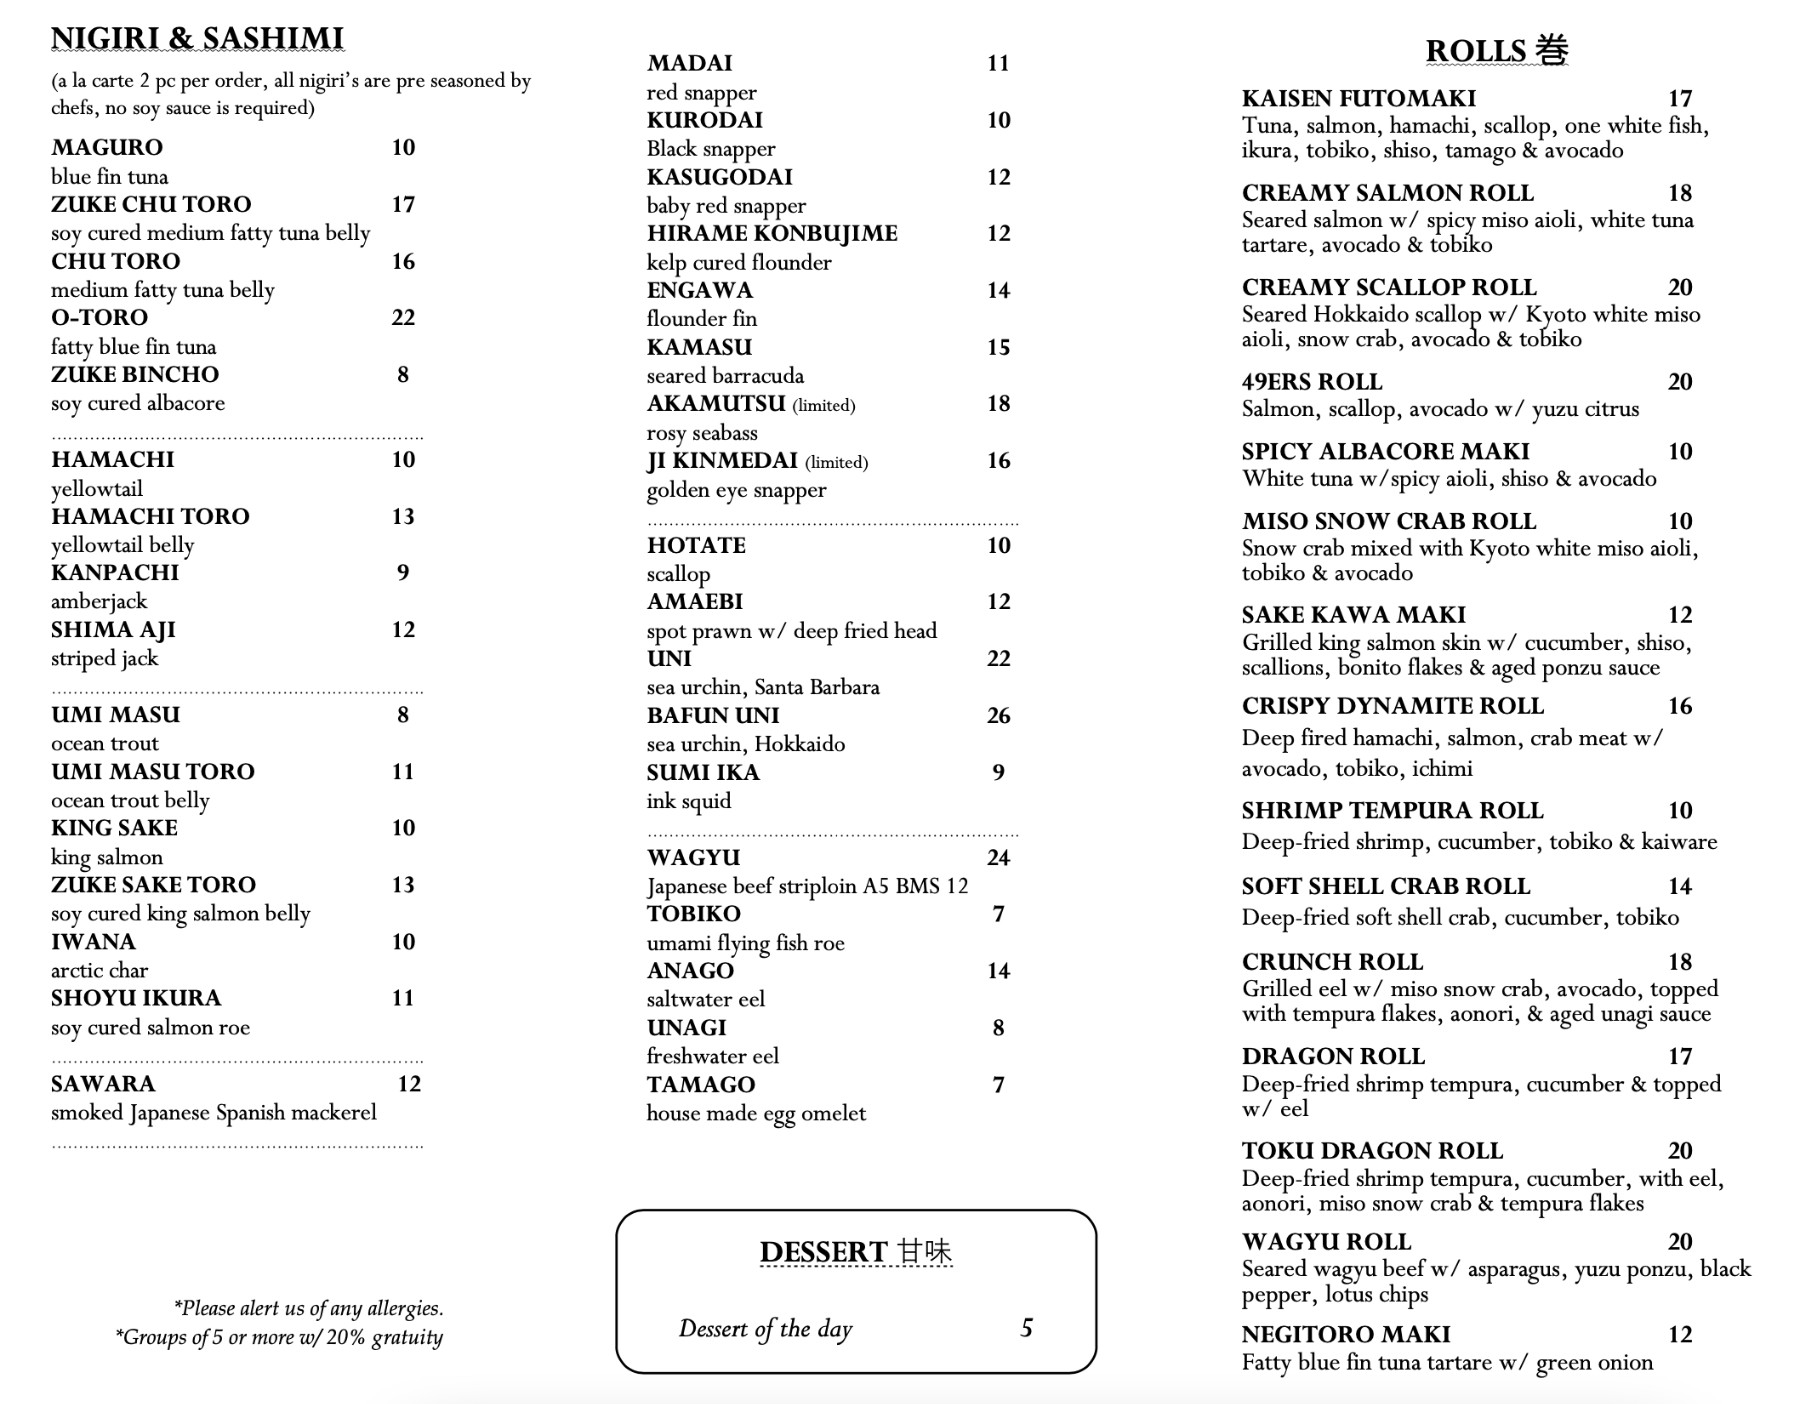 NIGIRI & SASHIMI
(a la carte 2 pc per order, all nigiri's are pre seasoned by
chefs, no soy sauce is required)
MAGURO 10
blue fin tuna
ZUKE CHU TORO 17
soy cured medium fatty tuna belly
CHU TORO 16
medium fatty tuna belly
O-TORO 22
fatty blue fin tuna
ZUKE BINCHO 8
soy cured albacore
HAMACHI 10
yellowtail
HAMACHI TORO 13
yellowtail belly
KANPACHI 9
amberjack
SHIMA AJI 12
striped jack
UMI MASU 8
ocean trout
UMI MASU TORO 11
ocean trout belly
KING SAKE 10
king salmon
ZUKE SAKE TORO 13
soy cured king salmon belly
IWANA 10
arctic char
SHOYU IKURA 11
soy cured salmon roe
SAWARA 12
smoked Japanese Spanish mackerel
*Please alert us of any allergies.
*Groups of 5 or more w/ 20% gratuity
MADAI 11
red snapper
KURODAI 10
Black snapper
KASUGODAI 12
baby red snapper
HIRAME KONBUJIME 12
kelp cured flounder
ENGAWA 14
flounder fin
KAMASU 15
seared barracuda
AKAMUTSU (limited) 18
rosy seabass
JI KINMEDAI (limited) 16
golden eye snapper
HOTATE 10
scallop
AMAEBI 12
spot prawn w/ deep fried head
UNI 22
sea urchin, Santa Barbara
BAFUN UNI 26
sea urchin, Hokkaido
SUMI IKA 9
ink squid
WAGYU 24
Japanese beef striploin A5 BMS 12
TOBIKO 7
umami flying fish roe
ANAGO 14
saltwater eel
UNAGI 8
freshwater eel
TAMAGO 7
house made egg omelet
DESSERT 甘味
Dessert of the day 5
ROLLS 巻
KAISEN FUTOMAKI 17
Tuna, salmon, hamachi, scallop, one white fish,
ikura, tobiko, shiso, tamago & avocado
CREAMY SALMON ROLL 18
Seared salmon w/ spicy miso aioli, white tuna
tartare, avocado & tobiko
CREAMY SCALLOP ROLL 20
Seared Hokkaido scallop w/ Kyoto white miso
aioli, snow crab, avocado & tobiko
49ERS ROLL 20
Salmon, scallop, avocado w/ yuzu citrus
SPICY ALBACORE MAKI 10
White tuna w/spicy aioli, shiso & avocado
MISO SNOW CRAB ROLL 10
Snow crab mixed with Kyoto white miso aioli,
tobiko & avocado
SAKE KAWA MAKI 12
Grilled king salmon skin w/ cucumber, shiso,
scallions, bonito flakes & aged ponzu sauce
CRISPY DYNAMITE ROLL 16
Deep fired hamachi, salmon, crab meat w/
avocado, tobiko, ichimi
SHRIMP TEMPURA ROLL 10
Deep-fried shrimp, cucumber, tobiko & kaiware
SOFT SHELL CRAB ROLL 14
Deep-fried soft shell crab, cucumber, tobiko
CRUNCH ROLL 18
Grilled eel w/ miso snow crab, avocado, topped
with tempura flakes, aonori, & aged unagi sauce
DRAGON ROLL 17
Deep-fried shrimp tempura, cucumber & topped
w/ eel
TOKU DRAGON ROLL 20
Deep-fried shrimp tempura, cucumber, with eel,
aonori, miso snow crab & tempura flakes
WAGYU ROLL 20
Seared wagyu beef w/ asparagus, yuzu ponzu, black
pepper, lotus chips
NEGITORO MAKI 12
Fatty blue fin tuna tartare w/ green onion